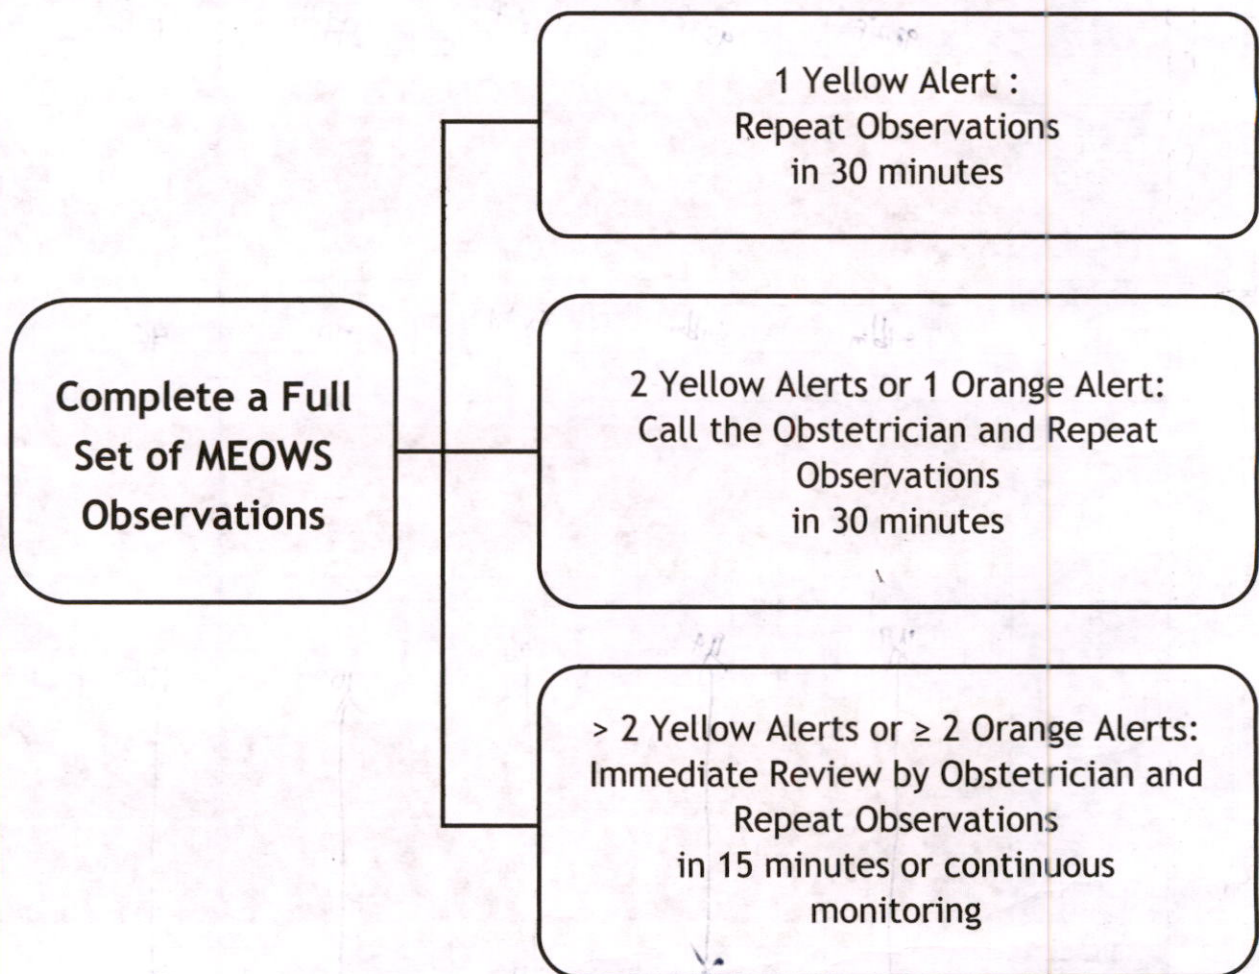 1 Yellow Alert :
Repeat Observations
in 30 minutes
Complete a Full
Set of MEOWS
Observations
2 Yellow Alerts or 1 Orange Alert:
Call the Obstetrician and Repeat
Observations
in 30 minutes
> 2 Yellow Alerts or ≥ 2 Orange Alerts:
Immediate Review by Obstetrician and
Repeat Observations
in 15 minutes or continuous
monitoring